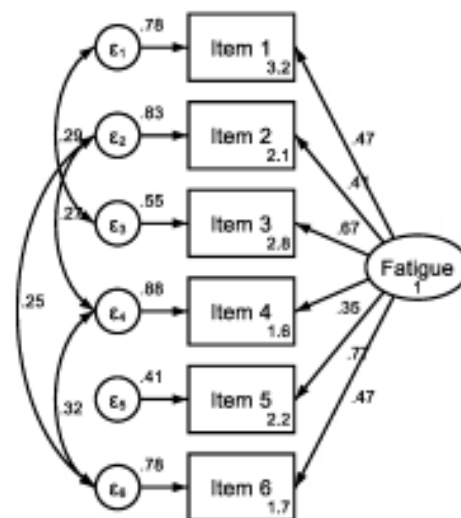 .78
ε1
Item 1
3.2
.47
.83
ε2
Item 2
2.1
.41
.29
.27
.55
ε3
Item 3
2.8
.67
Fatigue
1
.25
.88
ε4
Item 4
1.6
.35
.32
.41
ε5
Item 5
2.2
.77
.47
.78
ε6
Item 6
1.7